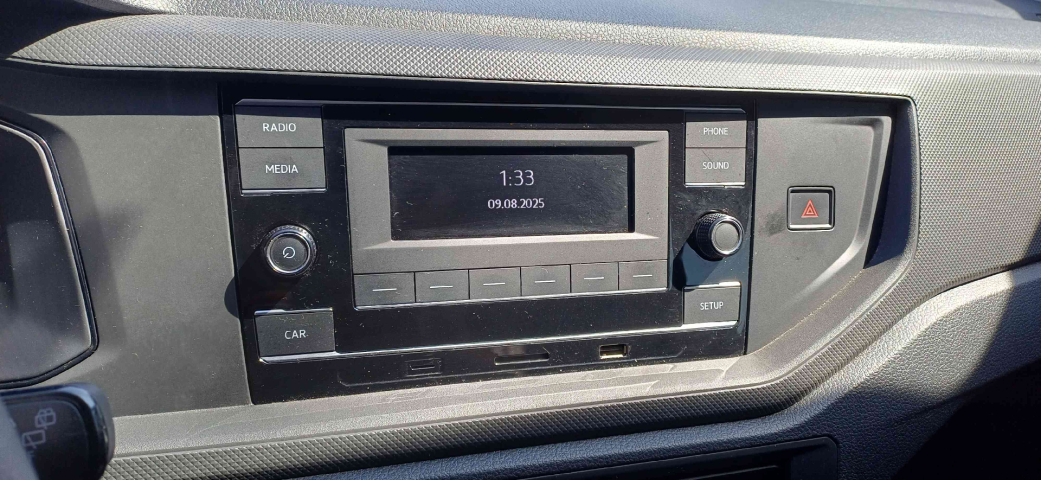 RADIO
PHONE
MEDIA
SOUND
1:33
09.08.2025
CAR
SETUP